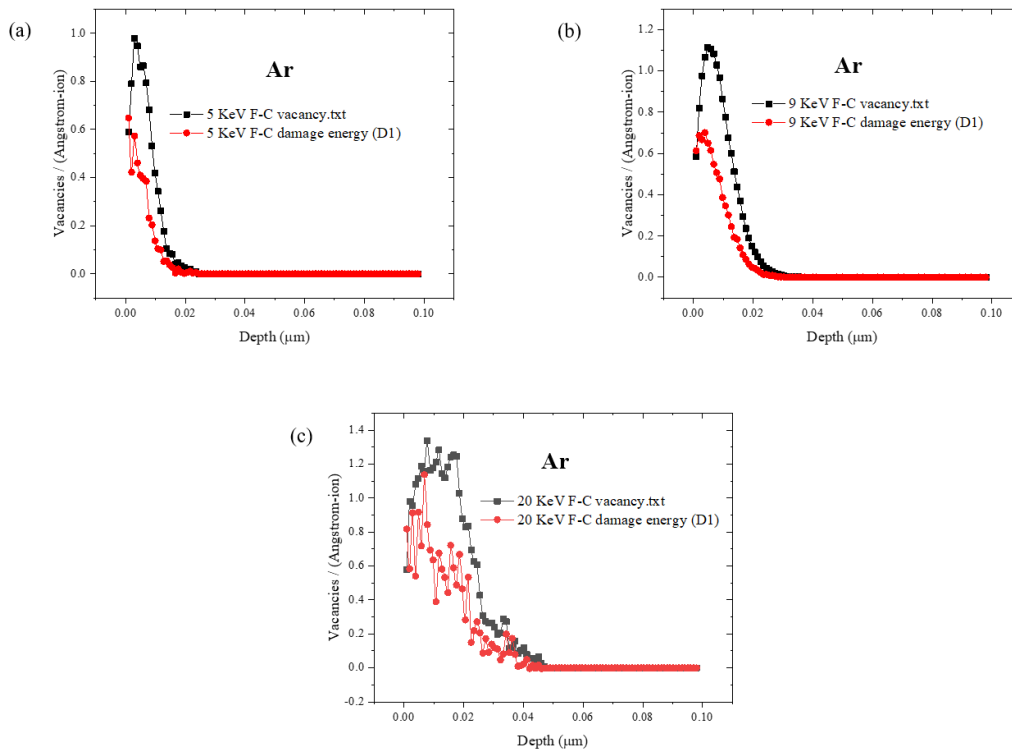 (a)
Ar
5 KeV F-C vacancy.txt
5 KeV F-C damage energy (D1)
Vacancies / (Angstrom-ion)
1.0
0.8
0.6
0.4
0.2
0.0
0.00 0.02 0.04 0.06 0.08 0.10
Depth (μm)
(b)
Ar
9 KeV F-C vacancy.txt
9 KeV F-C damage energy (D1)
Vacancies / (Angstrom-ion)
1.2
1.0
0.8
0.6
0.4
0.2
0.0
0.00 0.02 0.04 0.06 0.08 0.10
Depth (μm)
(c)
Ar
20 KeV F-C vacancy.txt
20 KeV F-C damage energy (D1)
Vacancies / (Angstrom-ion)
1.4
1.2
1.0
0.8
0.6
0.4
0.2
0.0
-0.2
0.00 0.02 0.04 0.06 0.08 0.10
Depth (μm)